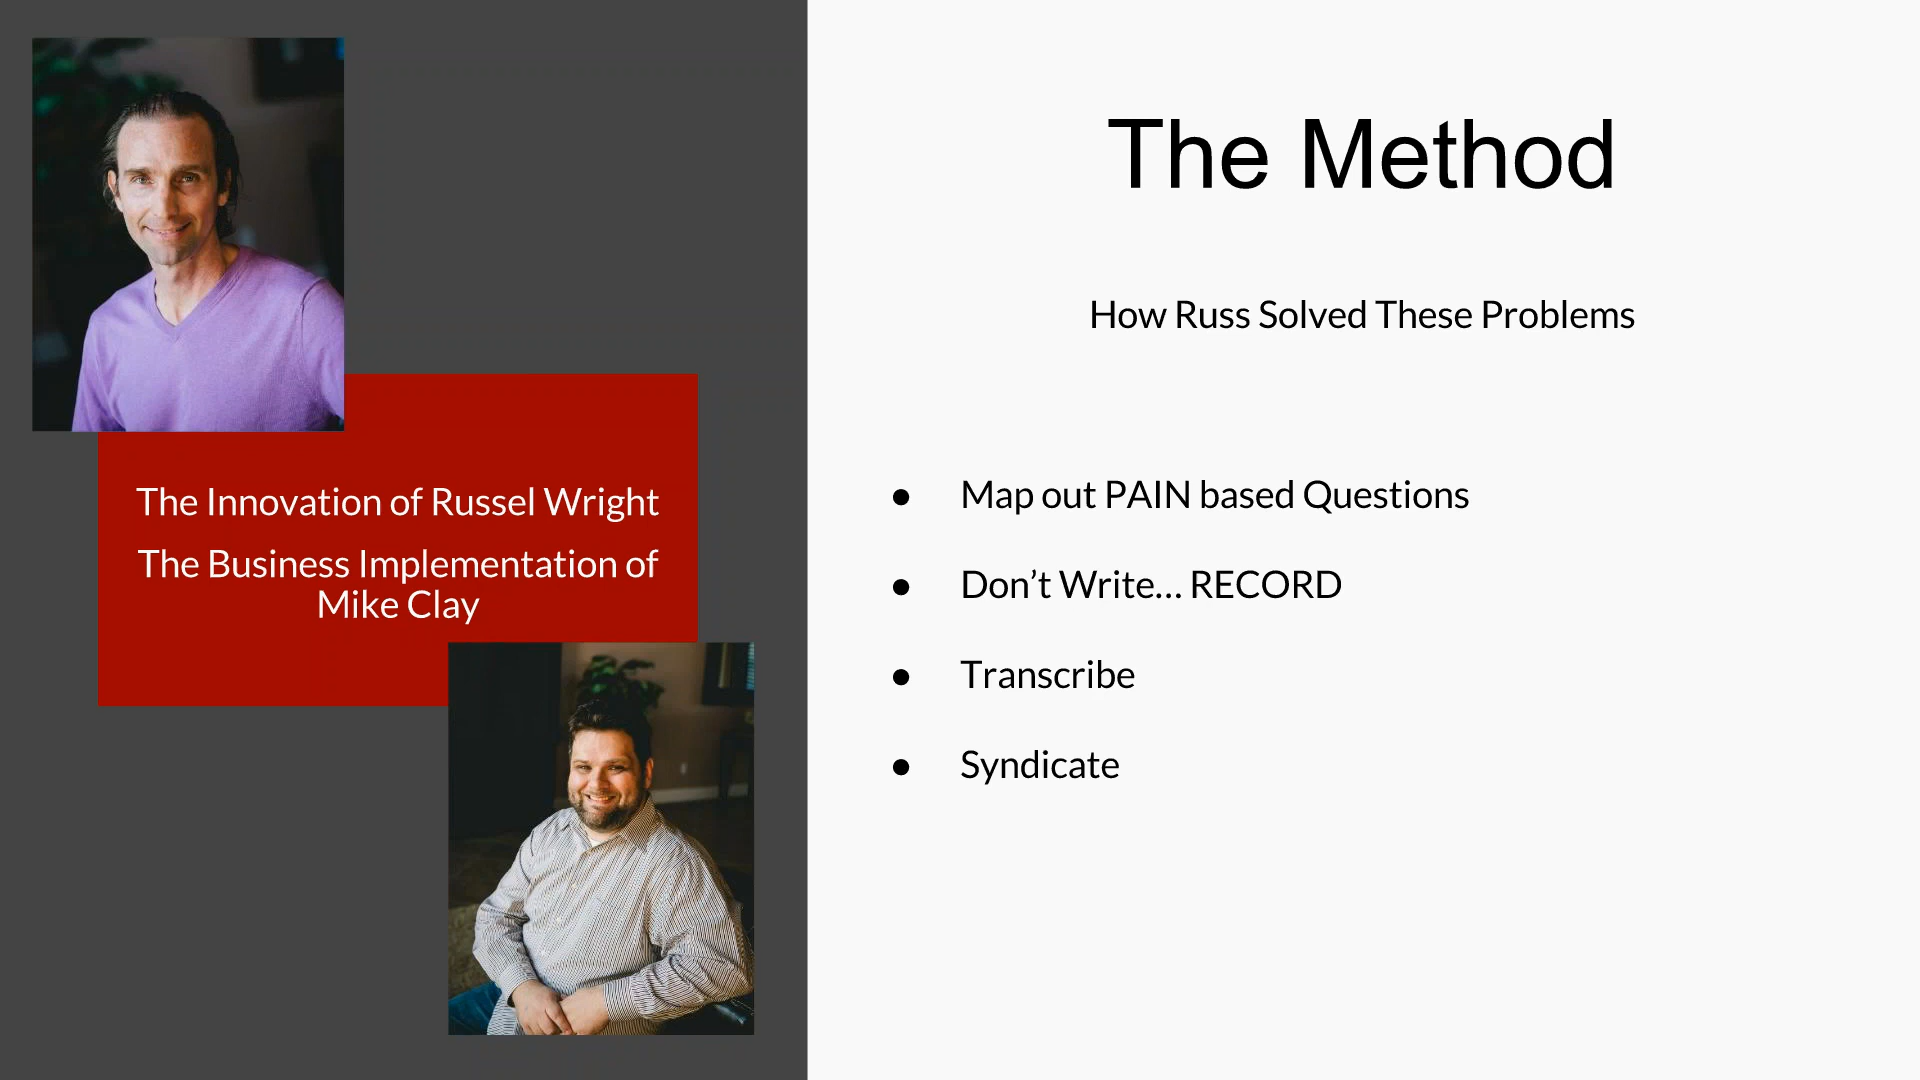 The Innovation of Russel Wright
The Business Implementation of
Mike Clay
The Method
How Russ Solved These Problems
● Map out PAIN based Questions
● Don’t Write... RECORD
● Transcribe
● Syndicate